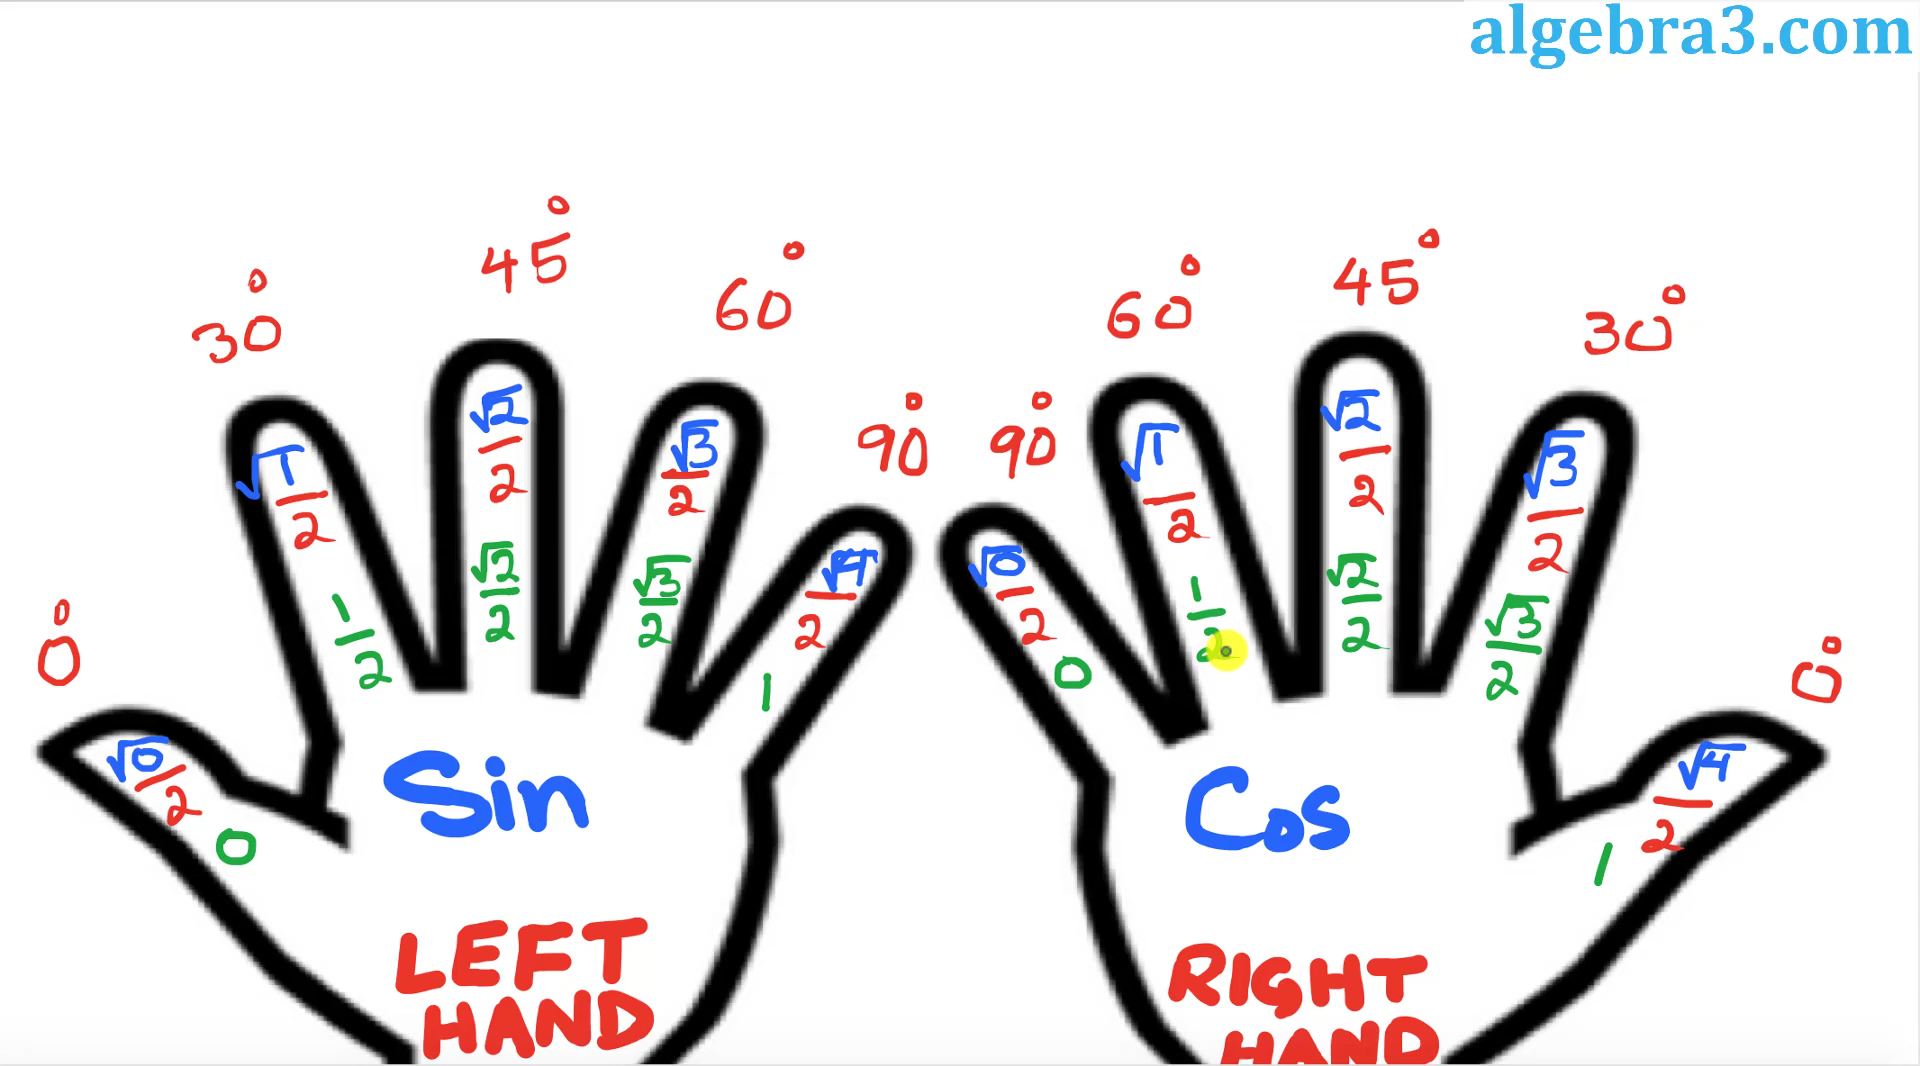 algebra3.com
0° 30° 45° 60° 90°
90° 60° 45° 30° 0°
√0/2 √1/2 √2/2 √3/2 √4/2
√0/2 √1/2 √2/2 √3/2 √4/2
0 1/2 √2/2 √3/2 1
0 1/2 √2/2 √3/2 1
Sin
Cos
LEFT
HAND
RIGHT
HAND